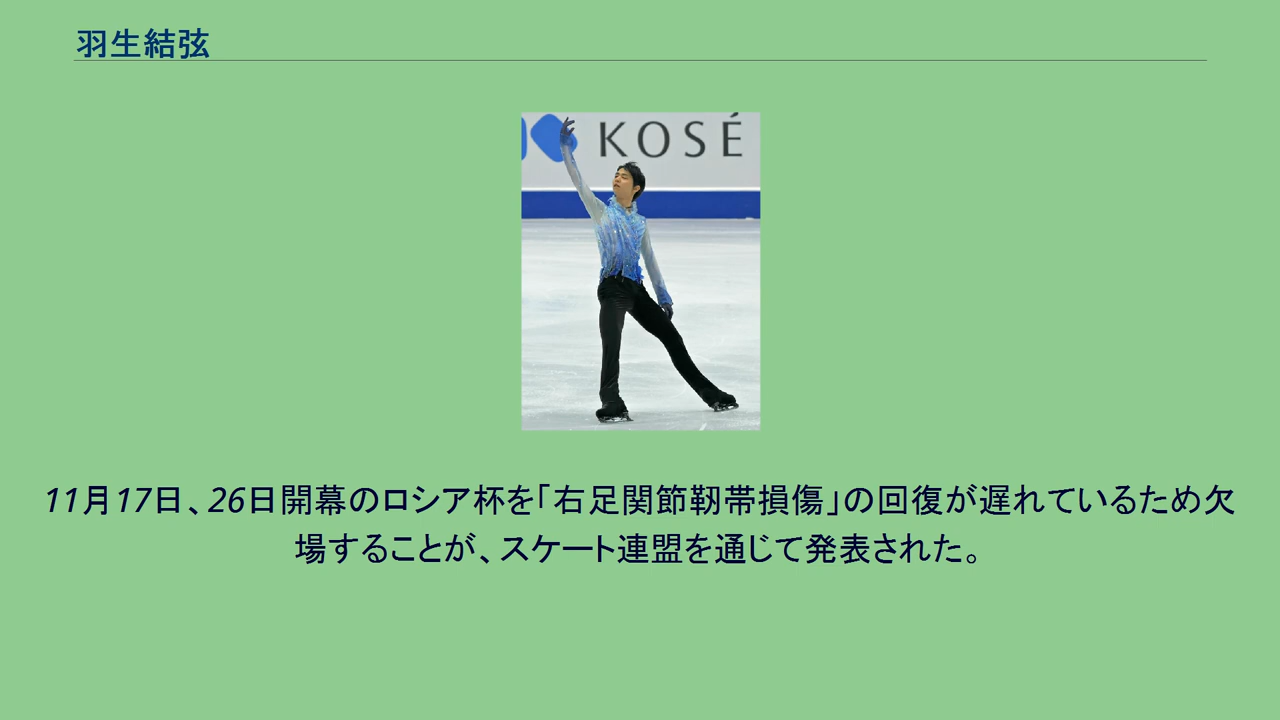 羽生結弦
KOSÉ
11月17日、26日開幕のロシア杯を「右足関節靭帯損傷」の回復が遅れているため欠
場することが、スケート連盟を通じて発表された。